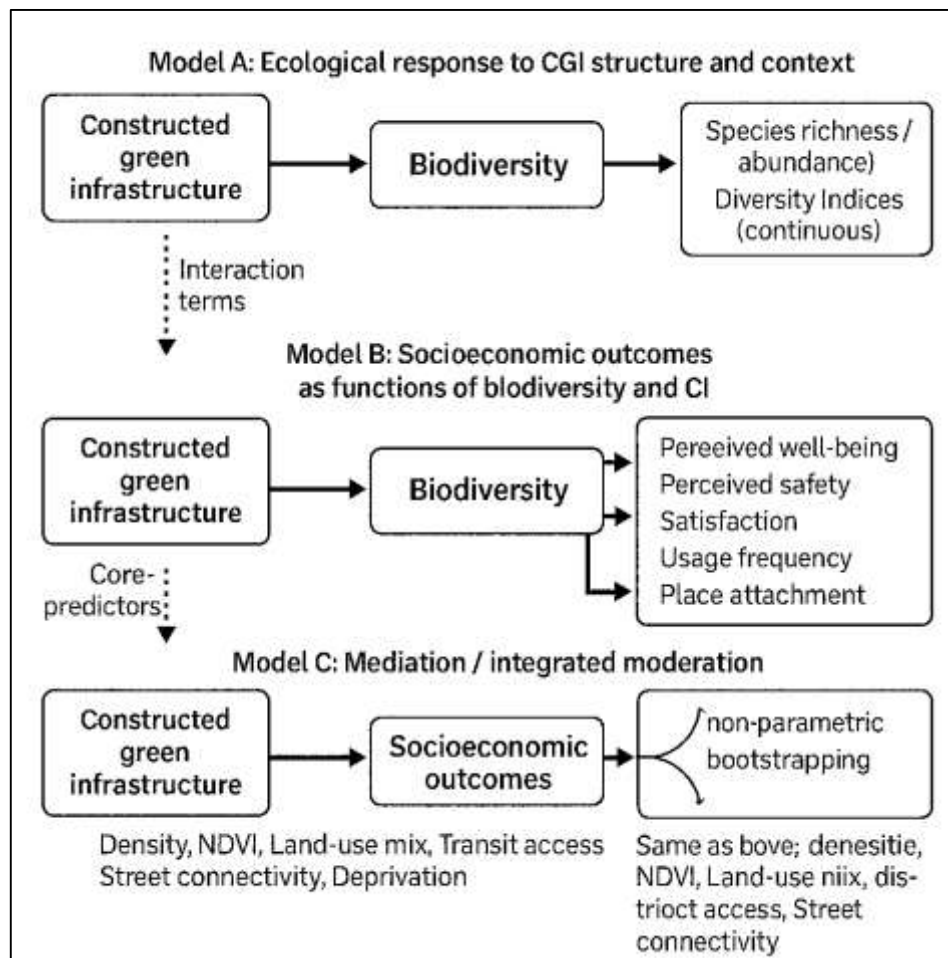 Model A: Ecological response to CGI structure and context
Constructed
green
infrastructure
Biodiversity
Species richness /
abundance)
Diversity Indices
(continuous)
Interaction
terms
Model B: Socioeconomic outcomes
as functions of biodiversity and CI
Constructed
green
infrastructure
Biodiversity
Pereeived well-being
Perceived safety
Satisfaction
Usage frequency
Place attachment
Core-
predictors
Model C: Mediation / integrated moderation
Constructed
green
infrastructure
Socioeconomic
outcomes
non-parametric
bootstrapping
Density, NDVI, Land-use mix, Transit access
Street connectivity, Deprivation
Same as bove; denesitie,
NDVI, Land-use niix, dis-
trioct access, Street
connectivity